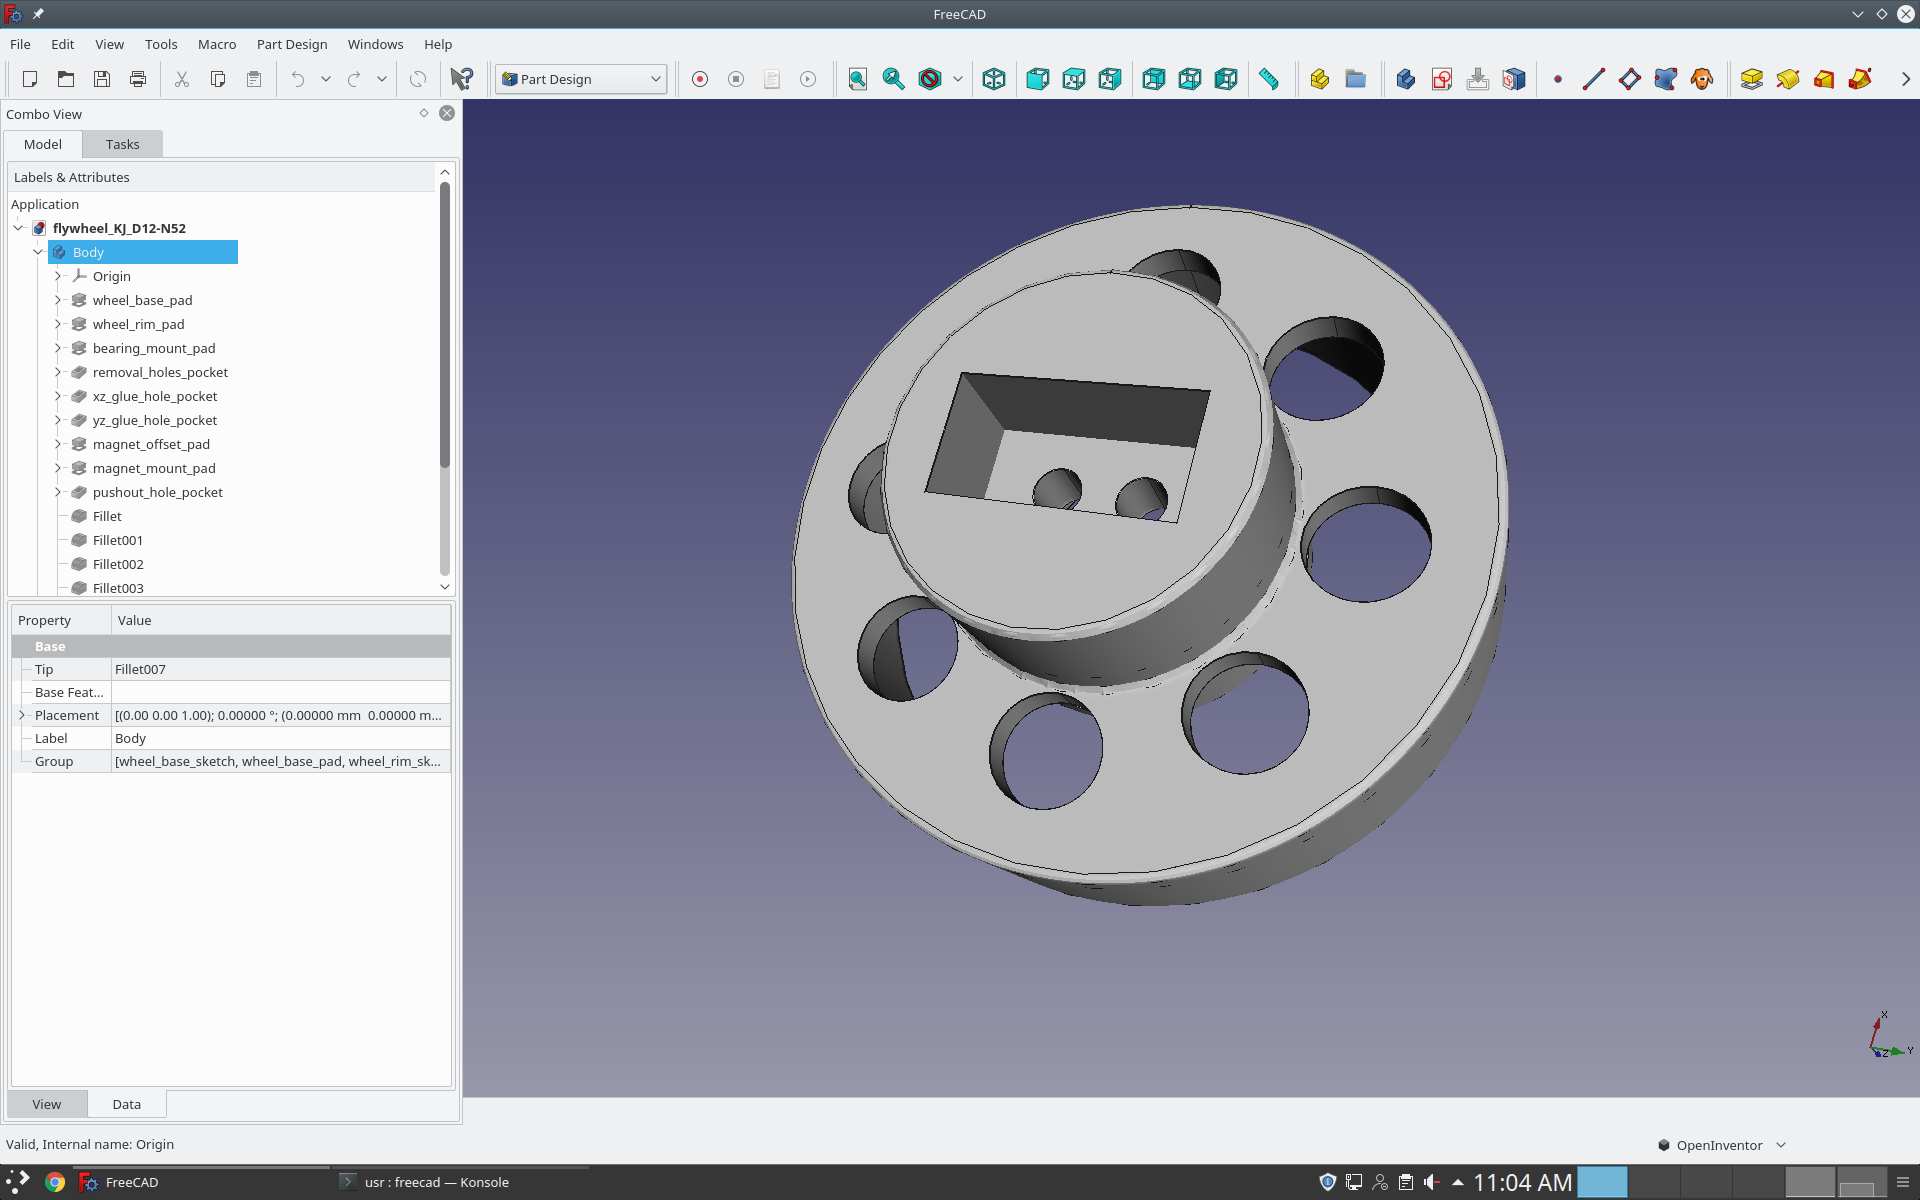 FreeCAD
File Edit View Tools Macro Part Design Windows Help
Part Design
Combo View
Model Tasks
Labels & Attributes
Application
flywheel_KJ_D12-N52
Body
Origin
wheel_base_pad
wheel_rim_pad
bearing_mount_pad
removal_holes_pocket
xz_glue_hole_pocket
yz_glue_hole_pocket
magnet_offset_pad
magnet_mount_pad
pushout_hole_pocket
Fillet
Fillet001
Fillet002
Fillet003
Property Value
Base
Tip Fillet007
Base Feat...
Placement [(0.00 0.00 1.00); 0.00000 °; (0.00000 mm 0.00000 m...
Label Body
Group [wheel_base_sketch, wheel_base_pad, wheel_rim_sk...
X
Y
Z
View Data
Valid, Internal name: Origin
OpenInventor
FreeCAD
usr : freecad — Konsole
11:04 AM